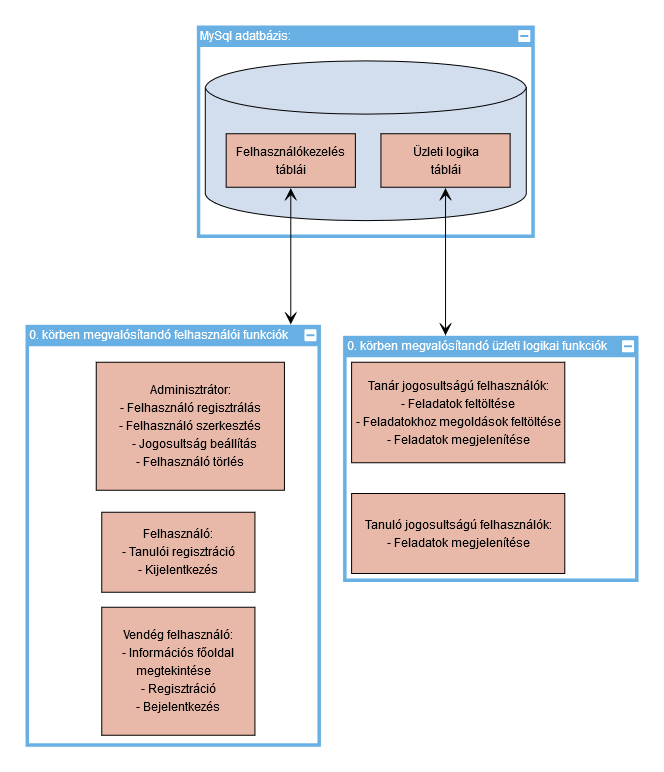 MySql adatbázis:
Felhasználókezelés
táblái
Üzleti logika
táblái
0. körben megvalósítandó felhasználói funkciók
Adminisztrátor:
- Felhasználó regisztrálás
- Felhasználó szerkesztés
- Jogosultság beállítás
- Felhasználó törlés
Felhasználó:
- Tanulói regisztráció
- Kijelentkezés
Vendég felhasználó:
- Információs főoldal
megtekintése
- Regisztráció
- Bejelentkezés
0. körben megvalósítandó üzleti logikai funkciók
Tanár jogosultságú felhasználók:
- Feladatok feltöltése
- Feladatokhoz megoldások feltöltése
- Feladatok megjelenítése
Tanuló jogosultságú felhasználók:
- Feladatok megjelenítése